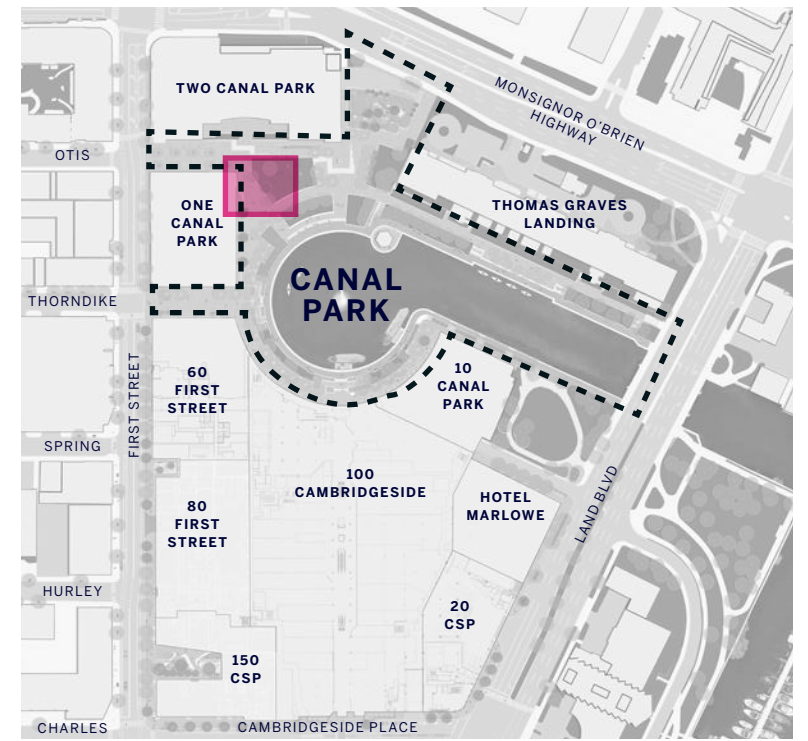 TWO CANAL PARK
MONSIGNOR O'BRIEN
HIGHWAY
OTIS
ONE
CANAL
PARK
THOMAS GRAVES
LANDING
CANAL
PARK
THORNDIKE
60
FIRST
STREET
10
CANAL
PARK
FIRST STREET
SPRING
100
CAMBRIDGESIDE
HOTEL
MARLOWE
LAND BLVD
80
FIRST
STREET
HURLEY
20
CSP
150
CSP
CHARLES
CAMBRIDGESIDE PLACE